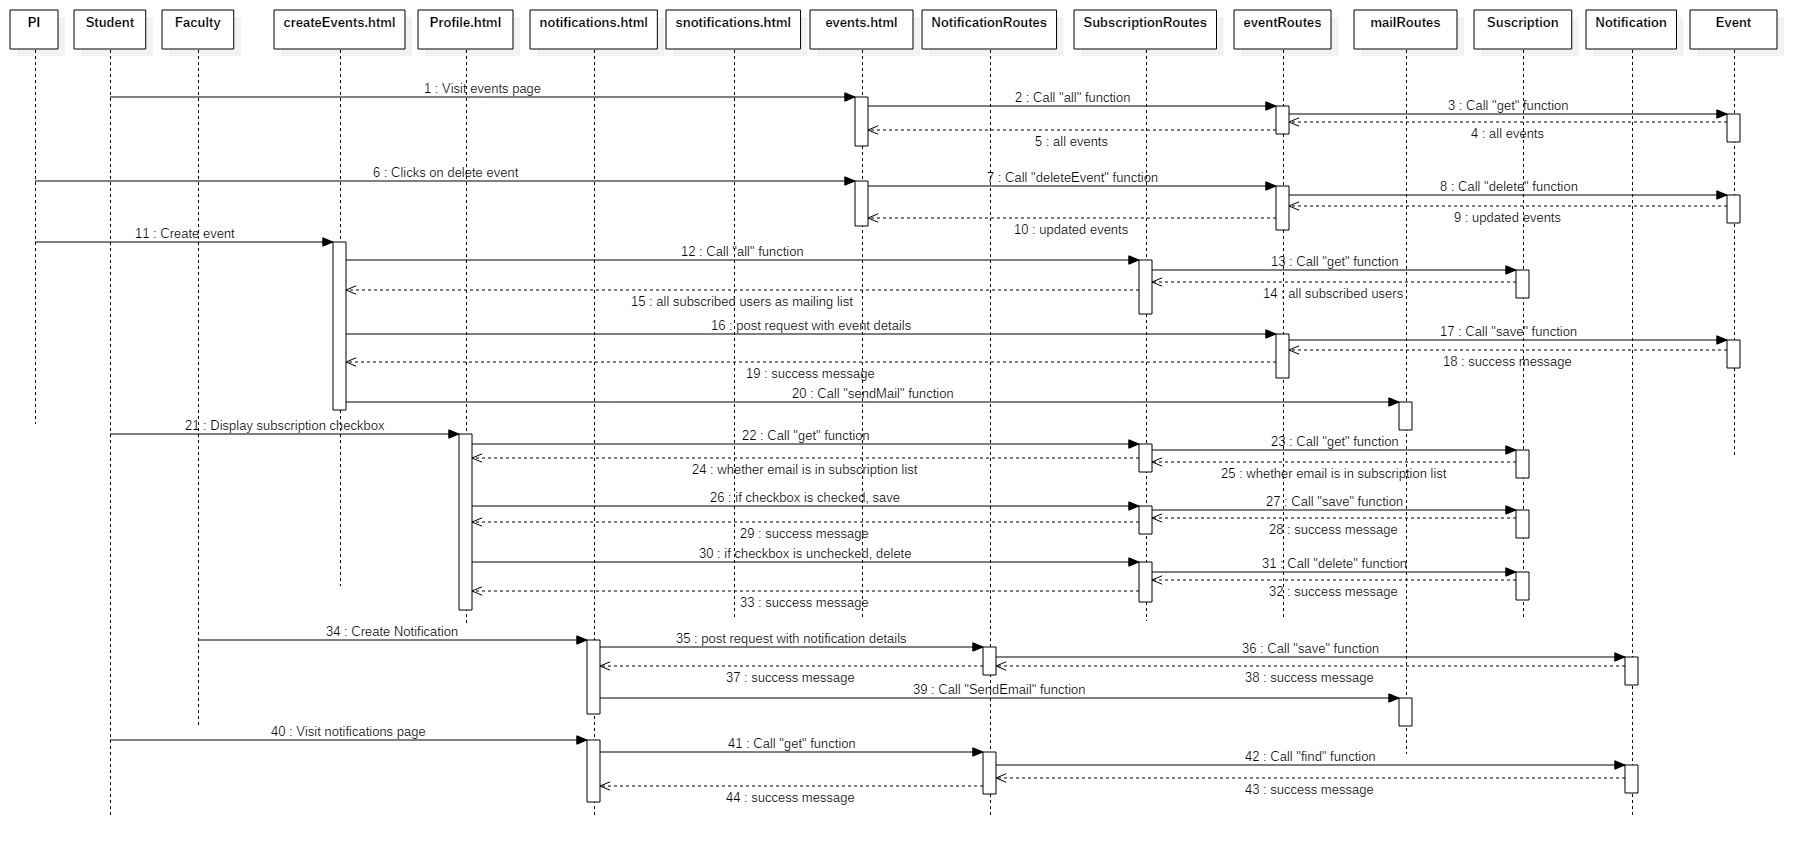 PI
Student
Faculty
createEvents.html
Profile.html
notifications.html
snotifications.html
events.html
NotificationRoutes
SubscriptionRoutes
eventRoutes
mailRoutes
Suscription
Notification
Event
1 : Visit events page
2 : Call "all" function
3 : Call "get" function
4 : all events
5 : all events
6 : Clicks on delete event
7 : Call "deleteEvent" function
8 : Call "delete" function
9 : updated events
10 : updated events
11 : Create event
12 : Call "all" function
13 : Call "get" function
14 : all subscribed users
15 : all subscribed users as mailing list
16 : post request with event details
17 : Call "save" function
18 : success message
19 : success message
20 : Call "sendMail" function
21 : Display subscription checkbox
22 : Call "get" function
23 : Call "get" function
24 : whether email is in subscription list
25 : whether email is in subscription list
26 : if checkbox is checked, save
27 : Call "save" function
28 : success message
29 : success message
30 : if checkbox is unchecked, delete
31 : Call "delete" function
32 : success message
33 : success message
34 : Create Notification
35 : post request with notification details
36 : Call "save" function
37 : success message
38 : success message
39 : Call "SendEmail" function
40 : Visit notifications page
41 : Call "get" function
42 : Call "find" function
43 : success message
44 : success message